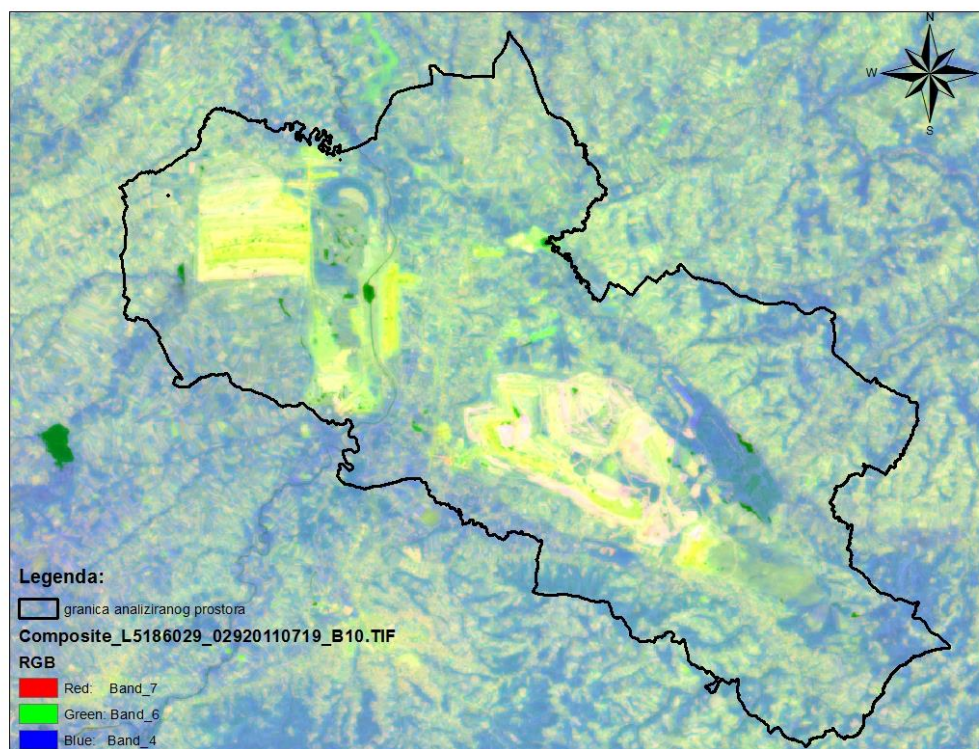 N
W
S
Legenda:
granica analiziranog prostora
Composite_L5186029_02920110719_B10.TIF
RGB
Red: Band_7
Green: Band_6
Blue: Band_4